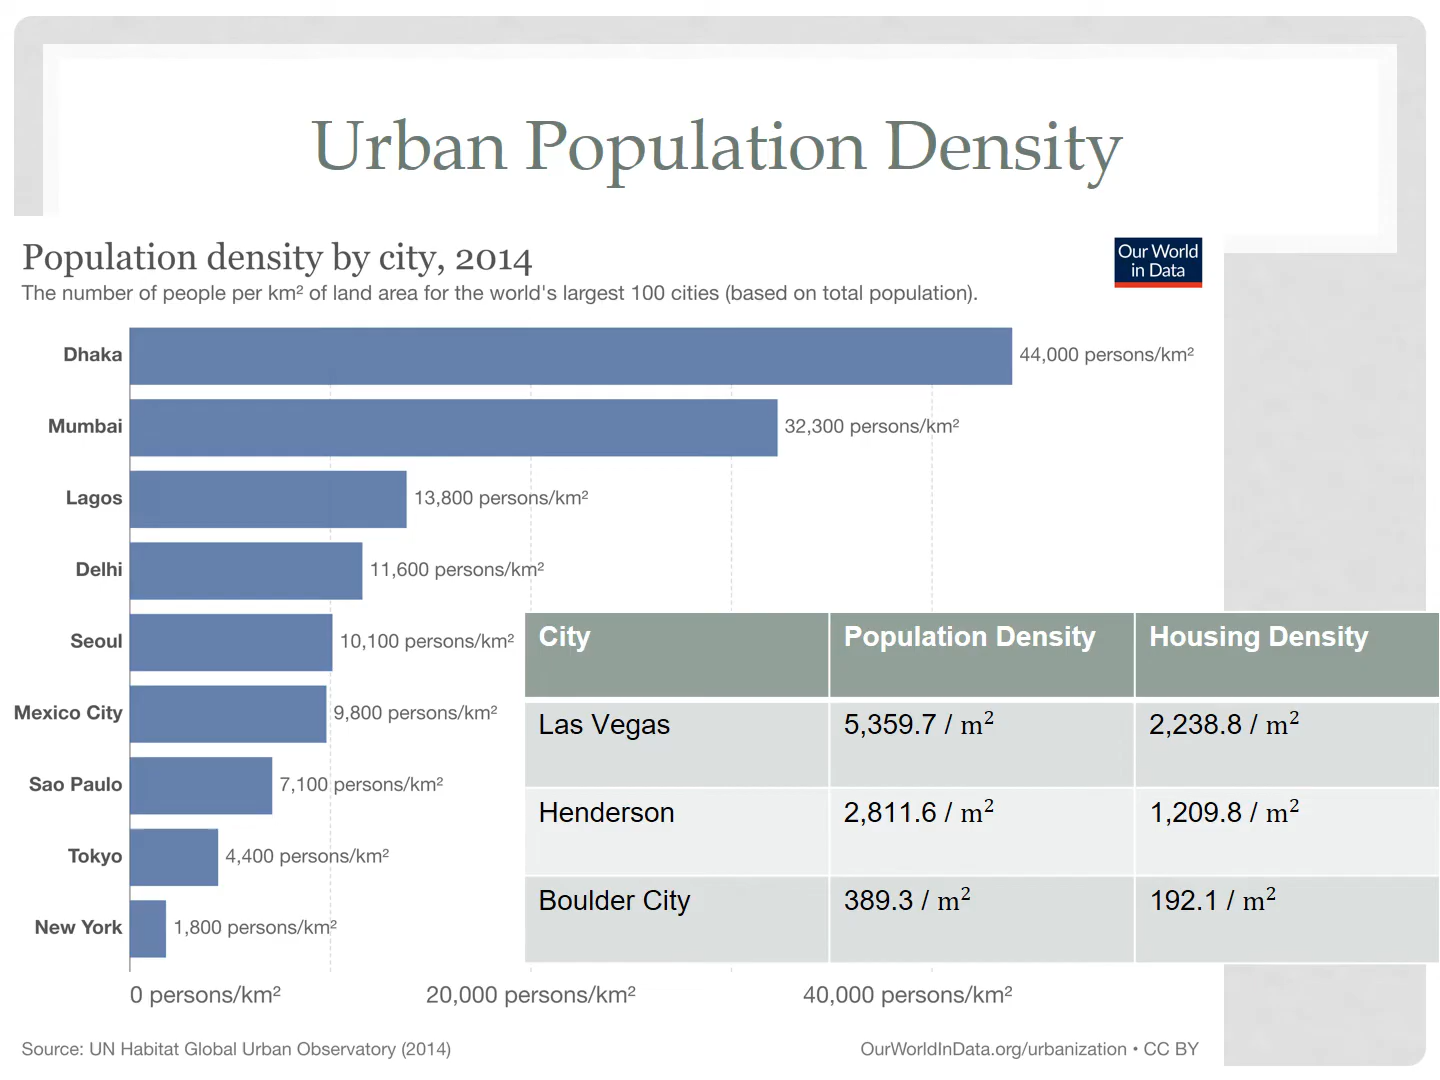 Urban Population Density
Population density by city, 2014
The number of people per km² of land area for the world's largest 100 cities (based on total population).
Our World
in Data
Dhaka 44,000 persons/km²
Mumbai 32,300 persons/km²
Lagos 13,800 persons/km²
Delhi 11,600 persons/km²
Seoul 10,100 persons/km²
Mexico City 9,800 persons/km²
Sao Paulo 7,100 persons/km²
Tokyo 4,400 persons/km²
New York 1,800 persons/km²
0 persons/km² 20,000 persons/km² 40,000 persons/km²
City Population Density Housing Density
Las Vegas 5,359.7 / m² 2,238.8 / m²
Henderson 2,811.6 / m² 1,209.8 / m²
Boulder City 389.3 / m² 192.1 / m²
Source: UN Habitat Global Urban Observatory (2014)
OurWorldInData.org/urbanization • CC BY